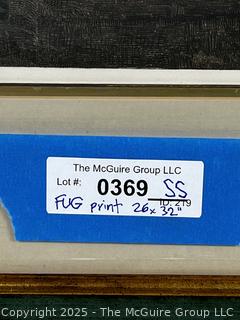 The McGuire Group LLC
Lot #: 0369 SS
ID: 219
FUG print 26x32"
Copyright 2025 - The McGuire Group LLC